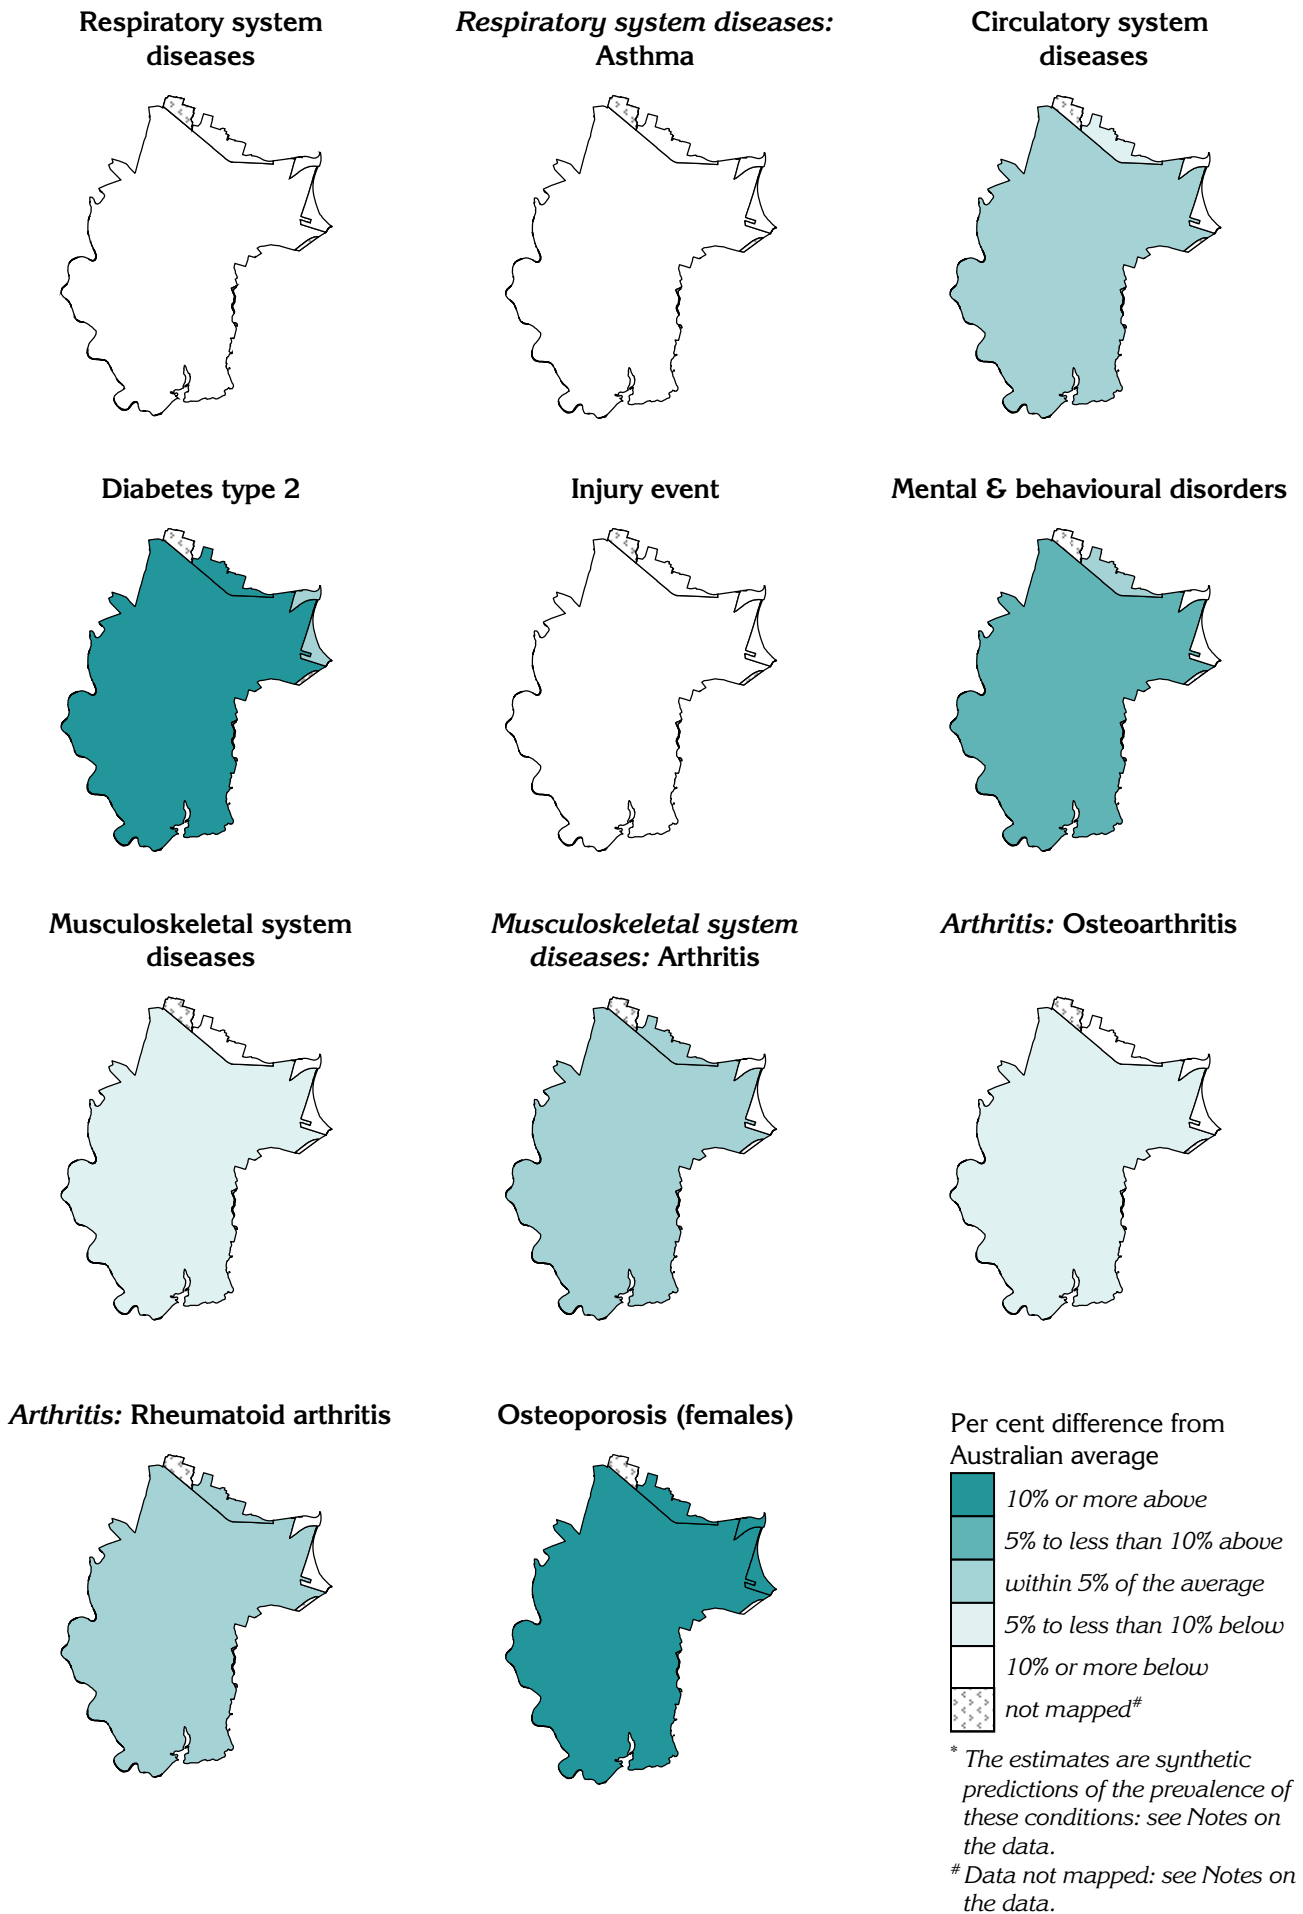 Respiratory system
diseases
Respiratory system diseases:
Asthma
Circulatory system
diseases
Diabetes type 2
Injury event
Mental & behavioural disorders
Musculoskeletal system
diseases
Musculoskeletal system
diseases: Arthritis
Arthritis: Osteoarthritis
Arthritis: Rheumatoid arthritis
Osteoporosis (females)
Per cent difference from
Australian average
10% or more above
5% to less than 10% above
within 5% of the average
5% to less than 10% below
10% or more below
not mapped#
* The estimates are synthetic
predictions of the prevalence of
these conditions: see Notes on
the data.
# Data not mapped: see Notes on
the data.